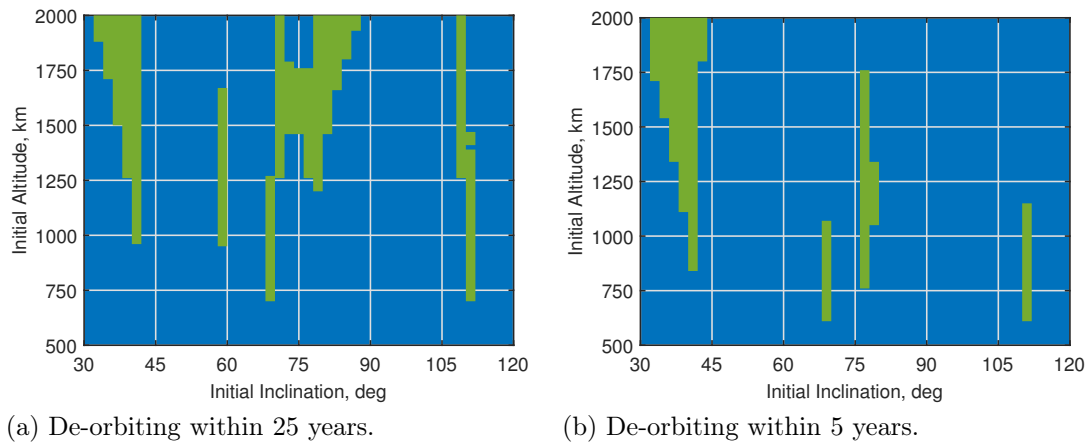 2000
1750
1500
1250
1000
750
500
Initial Altitude, km
30 45 60 75 90 105 120
Initial Inclination, deg
(a) De-orbiting within 25 years.
2000
1750
1500
1250
1000
750
500
Initial Altitude, km
30 45 60 75 90 105 120
Initial Inclination, deg
(b) De-orbiting within 5 years.